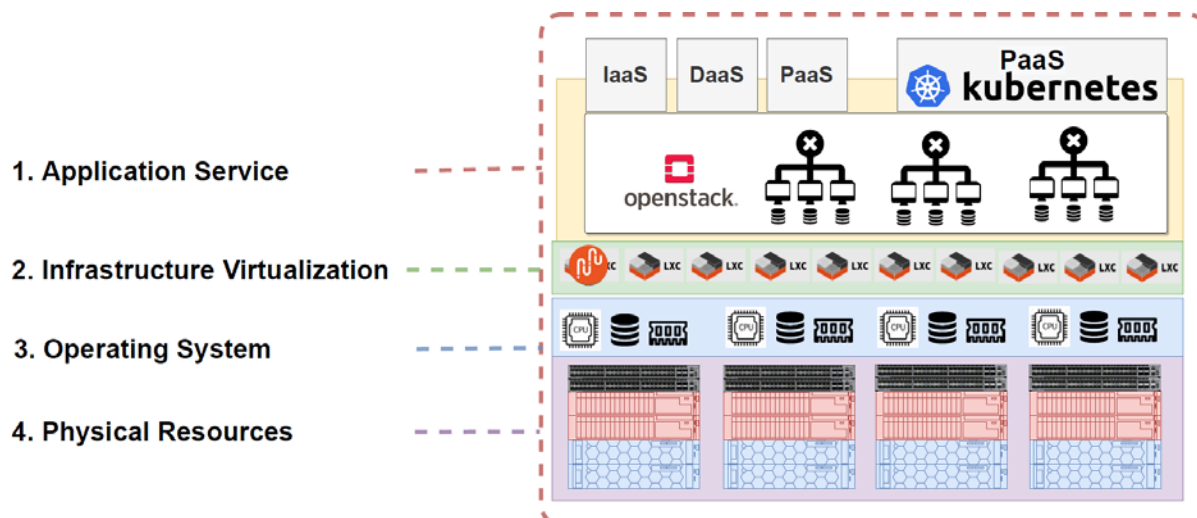 IaaS
DaaS
PaaS
PaaS
kubernetes
1. Application Service
openstack.
2. Infrastructure Virtualization
XC
LXC
LXC
LXC
LXC
LXC
LXC
LXC
LXC
LXC
3. Operating System
CPU
CPU
CPU
CPU
4. Physical Resources